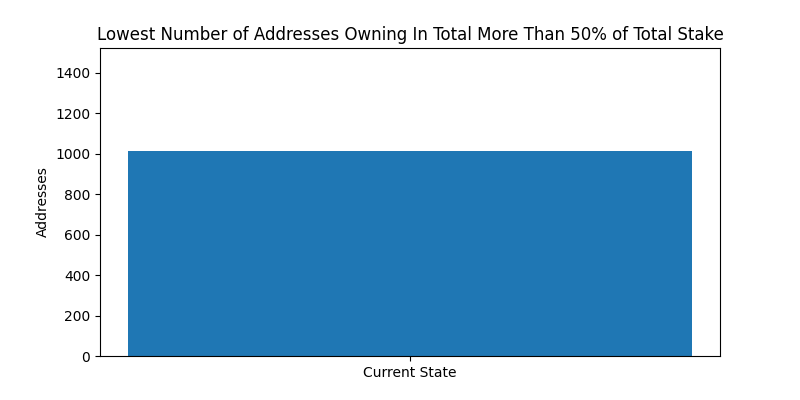 Lowest Number of Addresses Owning In Total More Than 50% of Total Stake
1400
1200
1000
800
600
400
200
0
Addresses
Current State